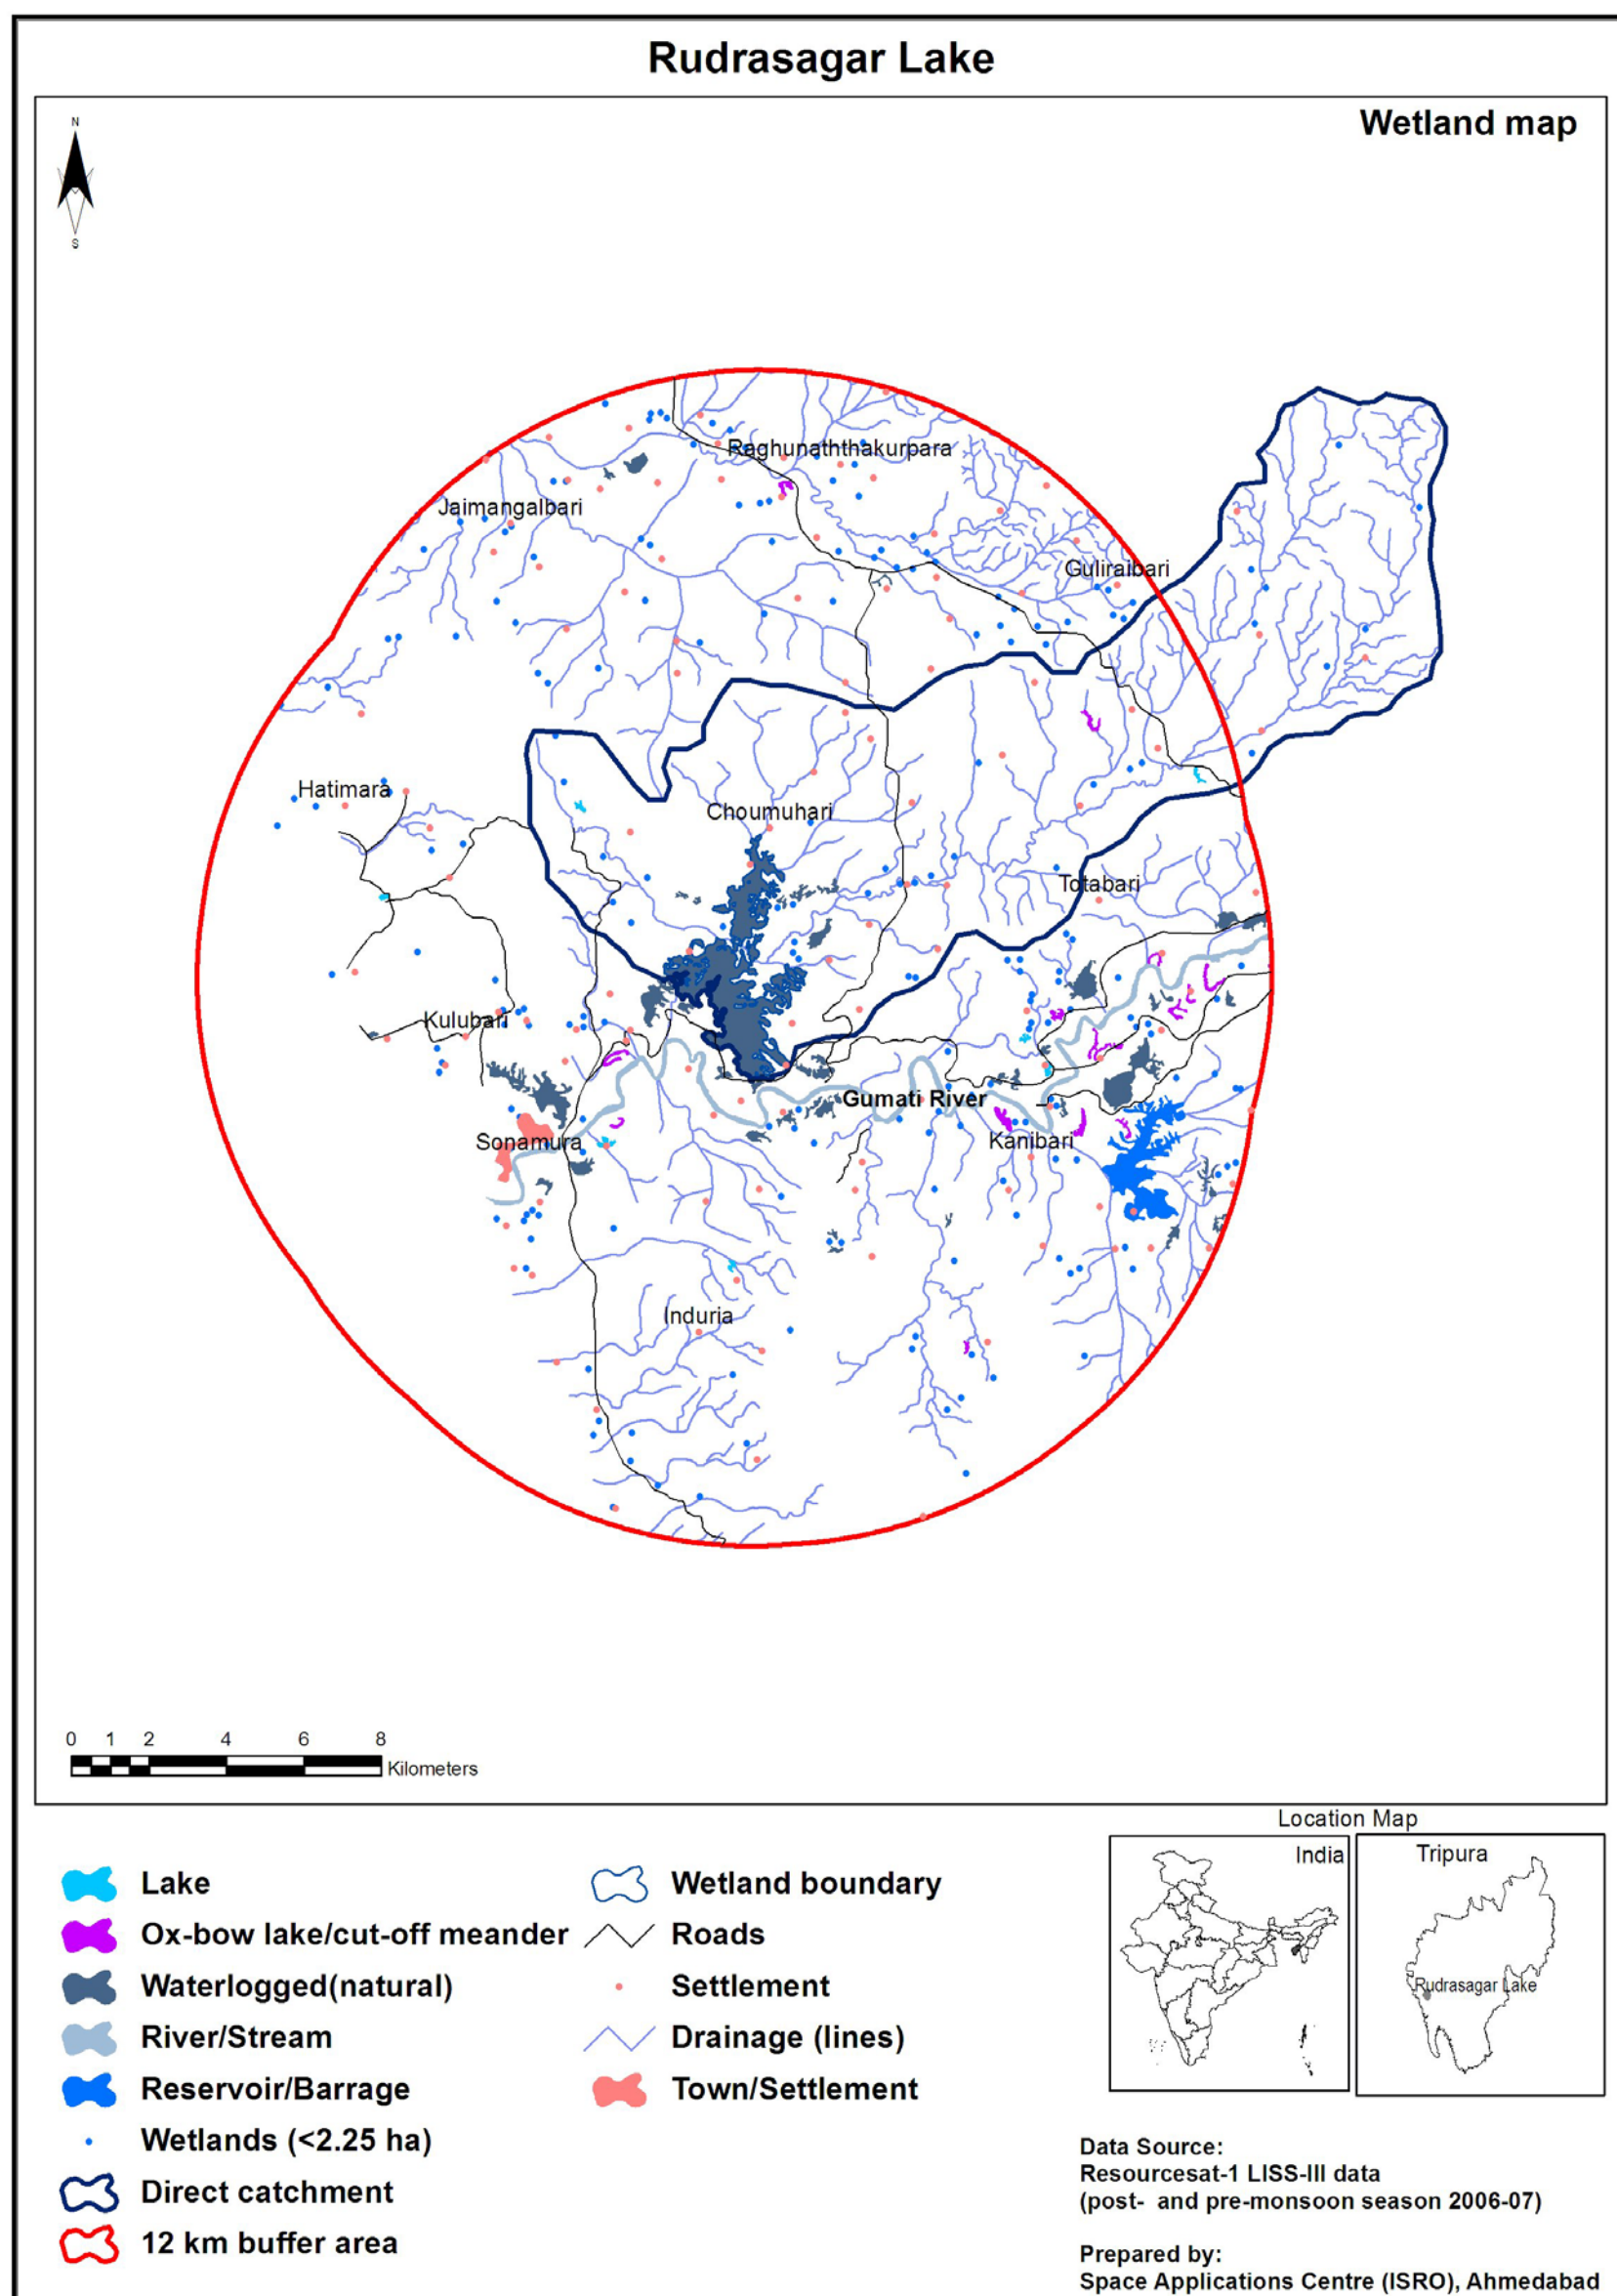 Rudrasagar Lake
Wetland map
N
S
Raghunaththakurpara
Jaimangalbari
Guliraibari
Hatimara
Choumuhari
Totabari
Kulubari
Gumati River
Sonamura
Kanibari
Induria
0 1 2 4 6 8
Kilometers
Location Map
India
Tripura
Rudrasagar Lake
Lake
Ox-bow lake/cut-off meander
Waterlogged(natural)
River/Stream
Reservoir/Barrage
Wetlands (<2.25 ha)
Direct catchment
12 km buffer area
Wetland boundary
Roads
Settlement
Drainage (lines)
Town/Settlement
Data Source:
Resourcesat-1 LISS-III data
(post- and pre-monsoon season 2006-07)
Prepared by:
Space Applications Centre (ISRO), Ahmedabad